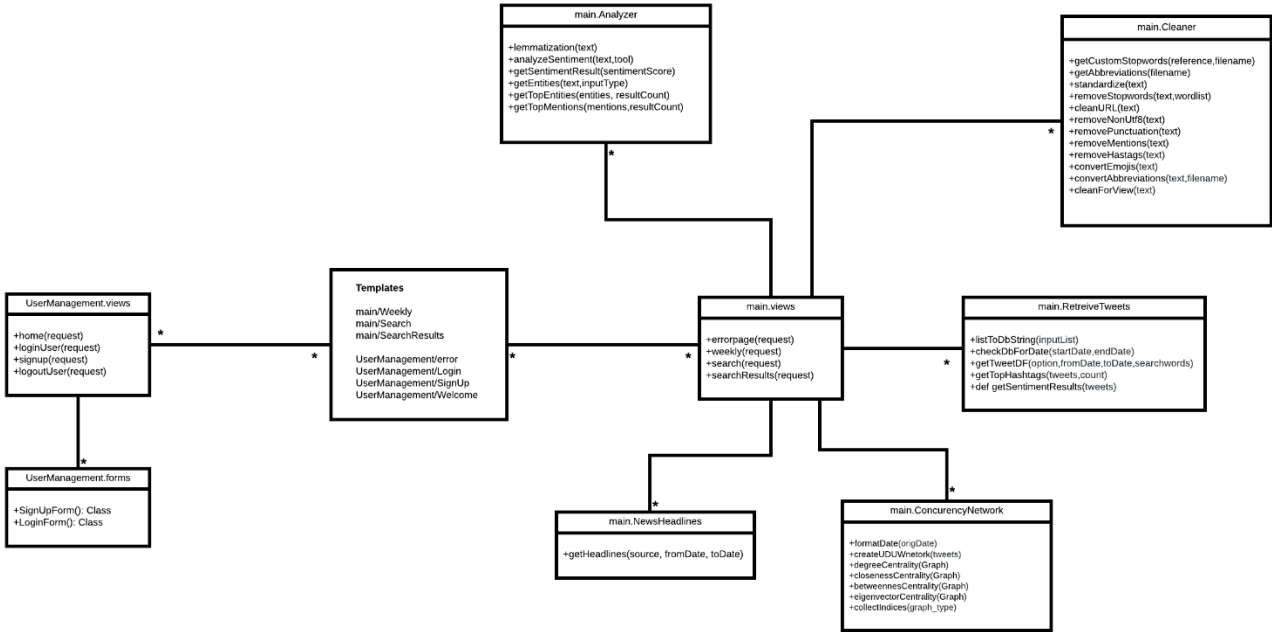 main.Analyzer
+lemmatization(text)
+analyzeSentiment(text,tool)
+getSentimentResult(sentimentScore)
+getEntities(text,inputType)
+getTopEntities(entities, resultCount)
+getTopMentions(mentions,resultCount)
*
main.Cleaner
+getCustomStopwords(reference,filename)
+getAbbreviations(filename)
+standardize(text)
+removeStopwords(text,wordlist)
+cleanURL(text)
+removeNonUtf8(text)
+removePunctuation(text)
+removeMentions(text)
+removeHastags(text)
+convertEmojis(text)
+convertAbbreviations(text,filename)
+cleanForView(text)
*
UserManagement.views
+home(request)
+loginUser(request)
+signup(request)
+logoutUser(request)
*
*
Templates
main/Weekly
main/Search
main/SearchResults
UserManagement/error
UserManagement/Login
UserManagement/SignUp
UserManagement/Welcome
*
*
main.views
+errorpage(request)
+weekly(request)
+search(request)
+searchResults(request)
*
main.RetreiveTweets
+listToDbString(inputList)
+checkDbForDate(startDate,endDate)
+getTweetDF(option,fromDate,toDate,searchwords)
+getTopHashtags(tweets,count)
+def getSentimentResults(tweets)
*
UserManagement.forms
+SignUpForm(): Class
+LoginForm(): Class
*
main.NewsHeadlines
+getHeadlines(source, fromDate, toDate)
*
main.ConcurencyNetwork
+formatDate(origDate)
+createUDUWnetork(tweets)
+degreeCentrality(Graph)
+closenessCentrality(Graph)
+betweennesCentrality(Graph)
+eigenvectorCentrality(Graph)
+collectIndices(graph_type)